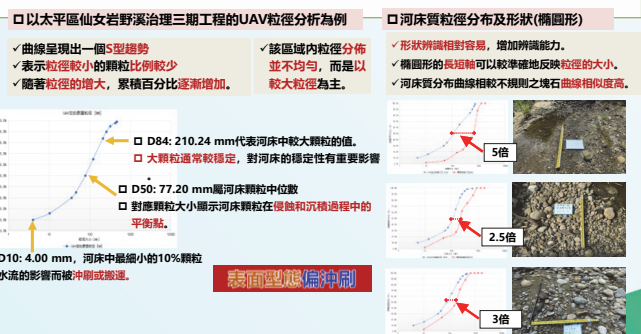 以太平區仙女岩野溪治理三期工程的UAV粒徑分析為例
✓曲線呈現出一個S型趨勢
✓表示粒徑較小的顆粒比例較少
✓隨著粒徑的增大，累積百分比逐漸增加。
✓該區域內粒徑分佈
並不均勻，而是以
較大粒徑為主。
D84: 210.24 mm代表河床中較大顆粒的值。
大顆粒通常較穩定，對河床的穩定性有重要影響
。
D50: 77.20 mm屬河床顆粒中位數
對應顆粒大小顯示河床顆粒在侵蝕和沉積過程中的
平衡點。
D10: 4.00 mm，河床中最細小的10%顆粒
水流的影響而被沖刷或搬運。
表面型態偏沖刷
河床質粒徑分布及形狀(橢圓形)
✓形狀辨識相對容易，增加辨識能力。
✓橢圓形的長短軸可以較準確地反映粒徑的大小。
✓河床質分布曲線相較不規則之塊石曲線相似度高。
5倍
2.5倍
3倍